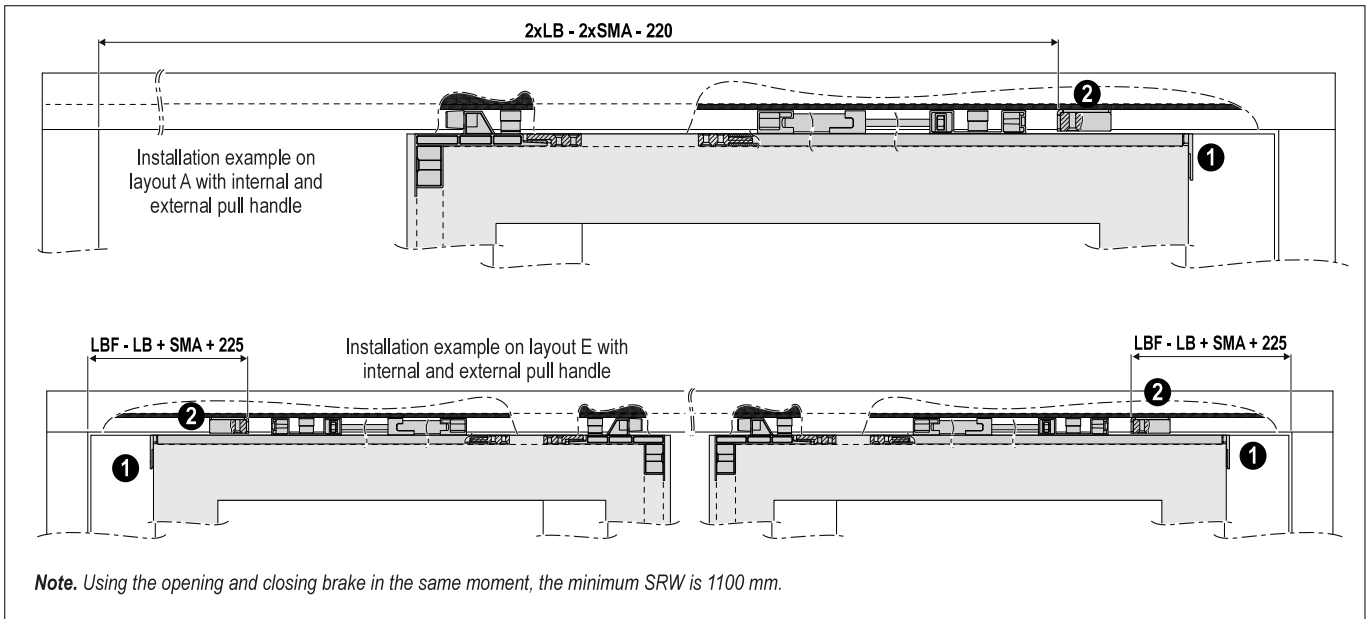 2xLB - 2xSMA - 220
2
Installation example on
layout A with internal and
external pull handle
1
LBF - LB + SMA + 225
Installation example on layout E with
internal and external pull handle
LBF - LB + SMA + 225
2
2
1
1
Note. Using the opening and closing brake in the same moment, the minimum SRW is 1100 mm.